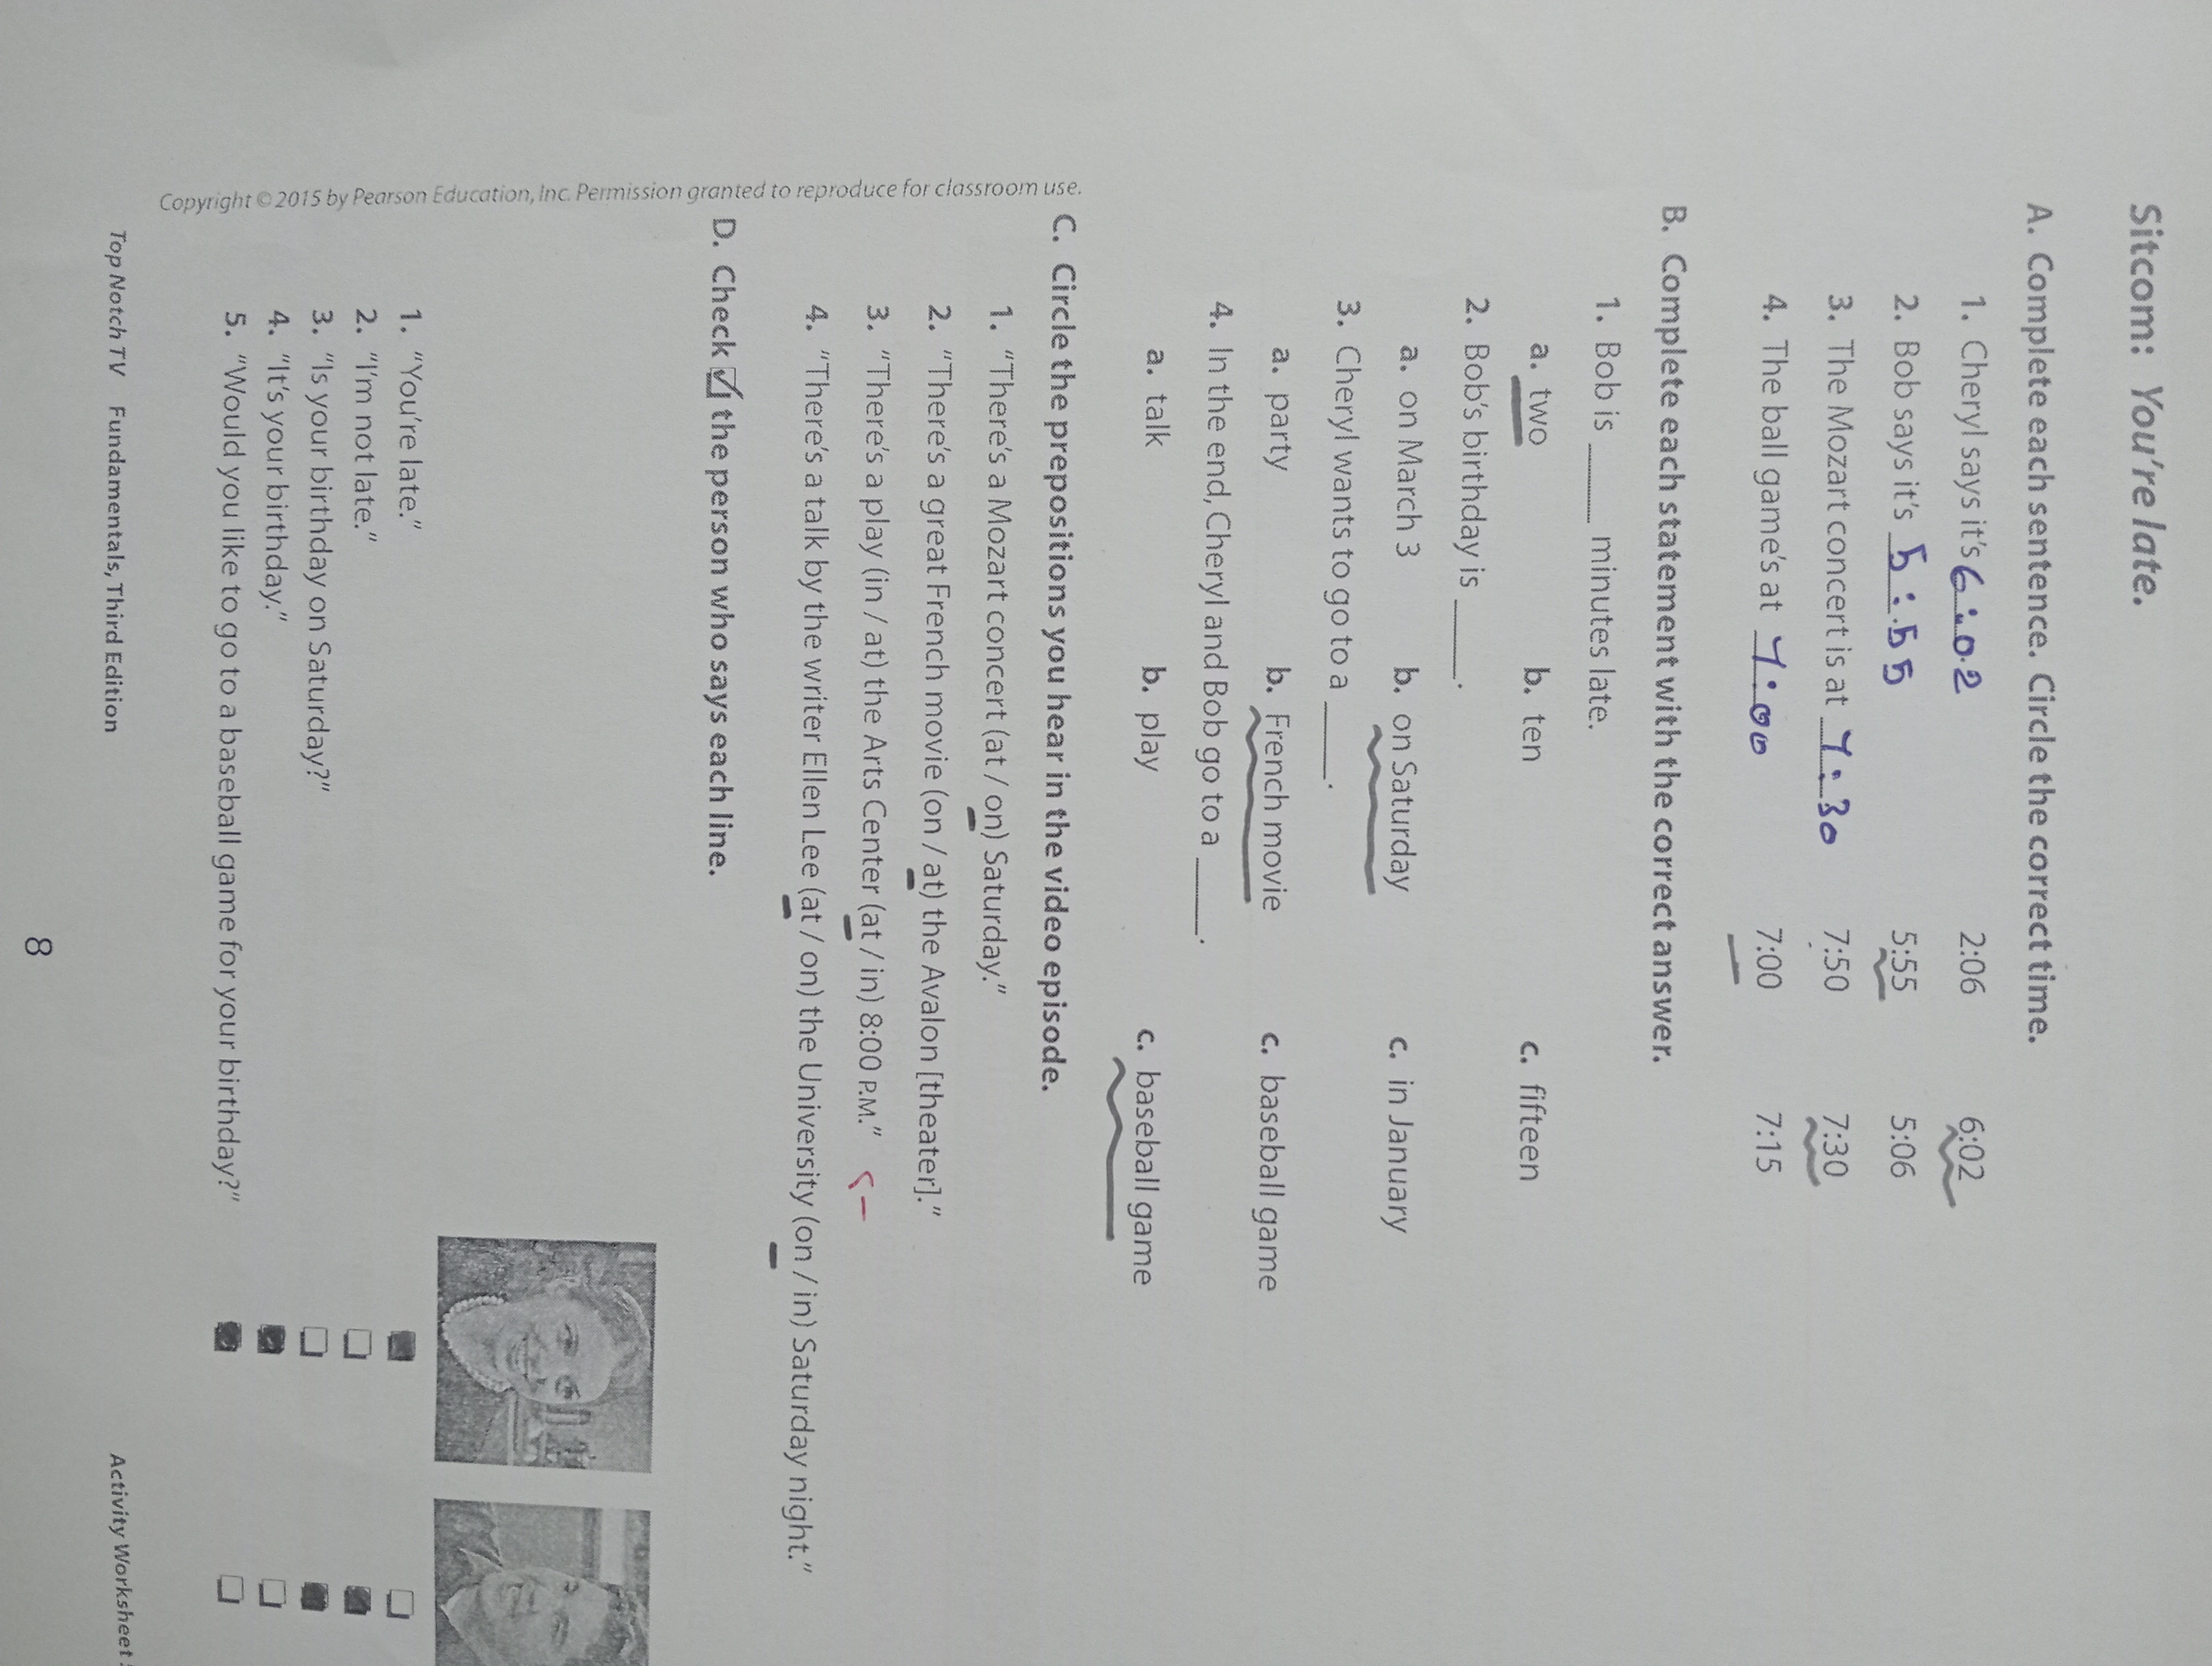 Sitcom: You're late.
A. Complete each sentence. Circle the correct time.
1. Cheryl says it's 6:02 2:06 6:02
2. Bob says it's 5:55 5:55 5:06
3. The Mozart concert is at 7:30 7:50 7:30
4. The ball game's at 7:00 7:00 7:15
B. Complete each statement with the correct answer.
1. Bob is _____ minutes late.
a. two b. ten c. fifteen
2. Bob's birthday is _____.
a. on March 3 b. on Saturday c. in January
3. Cheryl wants to go to a _____.
a. party b. French movie c. baseball game
4. In the end, Cheryl and Bob go to a _____.
a. talk b. play c. baseball game
C. Circle the prepositions you hear in the video episode.
1. "There's a Mozart concert (at / on) Saturday."
2. "There's a great French movie (on / at) the Avalon [theater]."
3. "There's a play (in / at) the Arts Center (at / in) 8:00 P.M."
4. "There's a talk by the writer Ellen Lee (at / on) the University (on / in) Saturday night."
D. Check ☑ the person who says each line.
1. "You're late."
2. "I'm not late."
3. "Is your birthday on Saturday?"
4. "It's your birthday."
5. "Would you like to go to a baseball game for your birthday?"
Copyright © 2015 by Pearson Education, Inc. Permission granted to reproduce for classroom use.
Top Notch TV Fundamentals, Third Edition Activity Worksheet
8